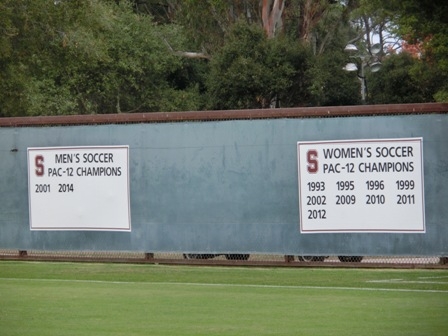 S MEN'S SOCCER
PAC-12 CHAMPIONS
2001 2014
S WOMEN'S SOCCER
PAC-12 CHAMPIONS
1993 1995 1996 1999
2002 2009 2010 2011
2012